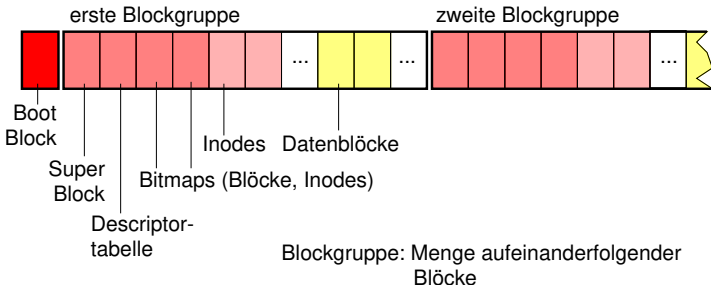 erste Blockgruppe
zweite Blockgruppe
...
...
...
Boot
Block
Inodes
Datenblöcke
Super
Block
Bitmaps (Blöcke, Inodes)
Descriptor-
tabelle
Blockgruppe: Menge aufeinanderfolgender
Blöcke